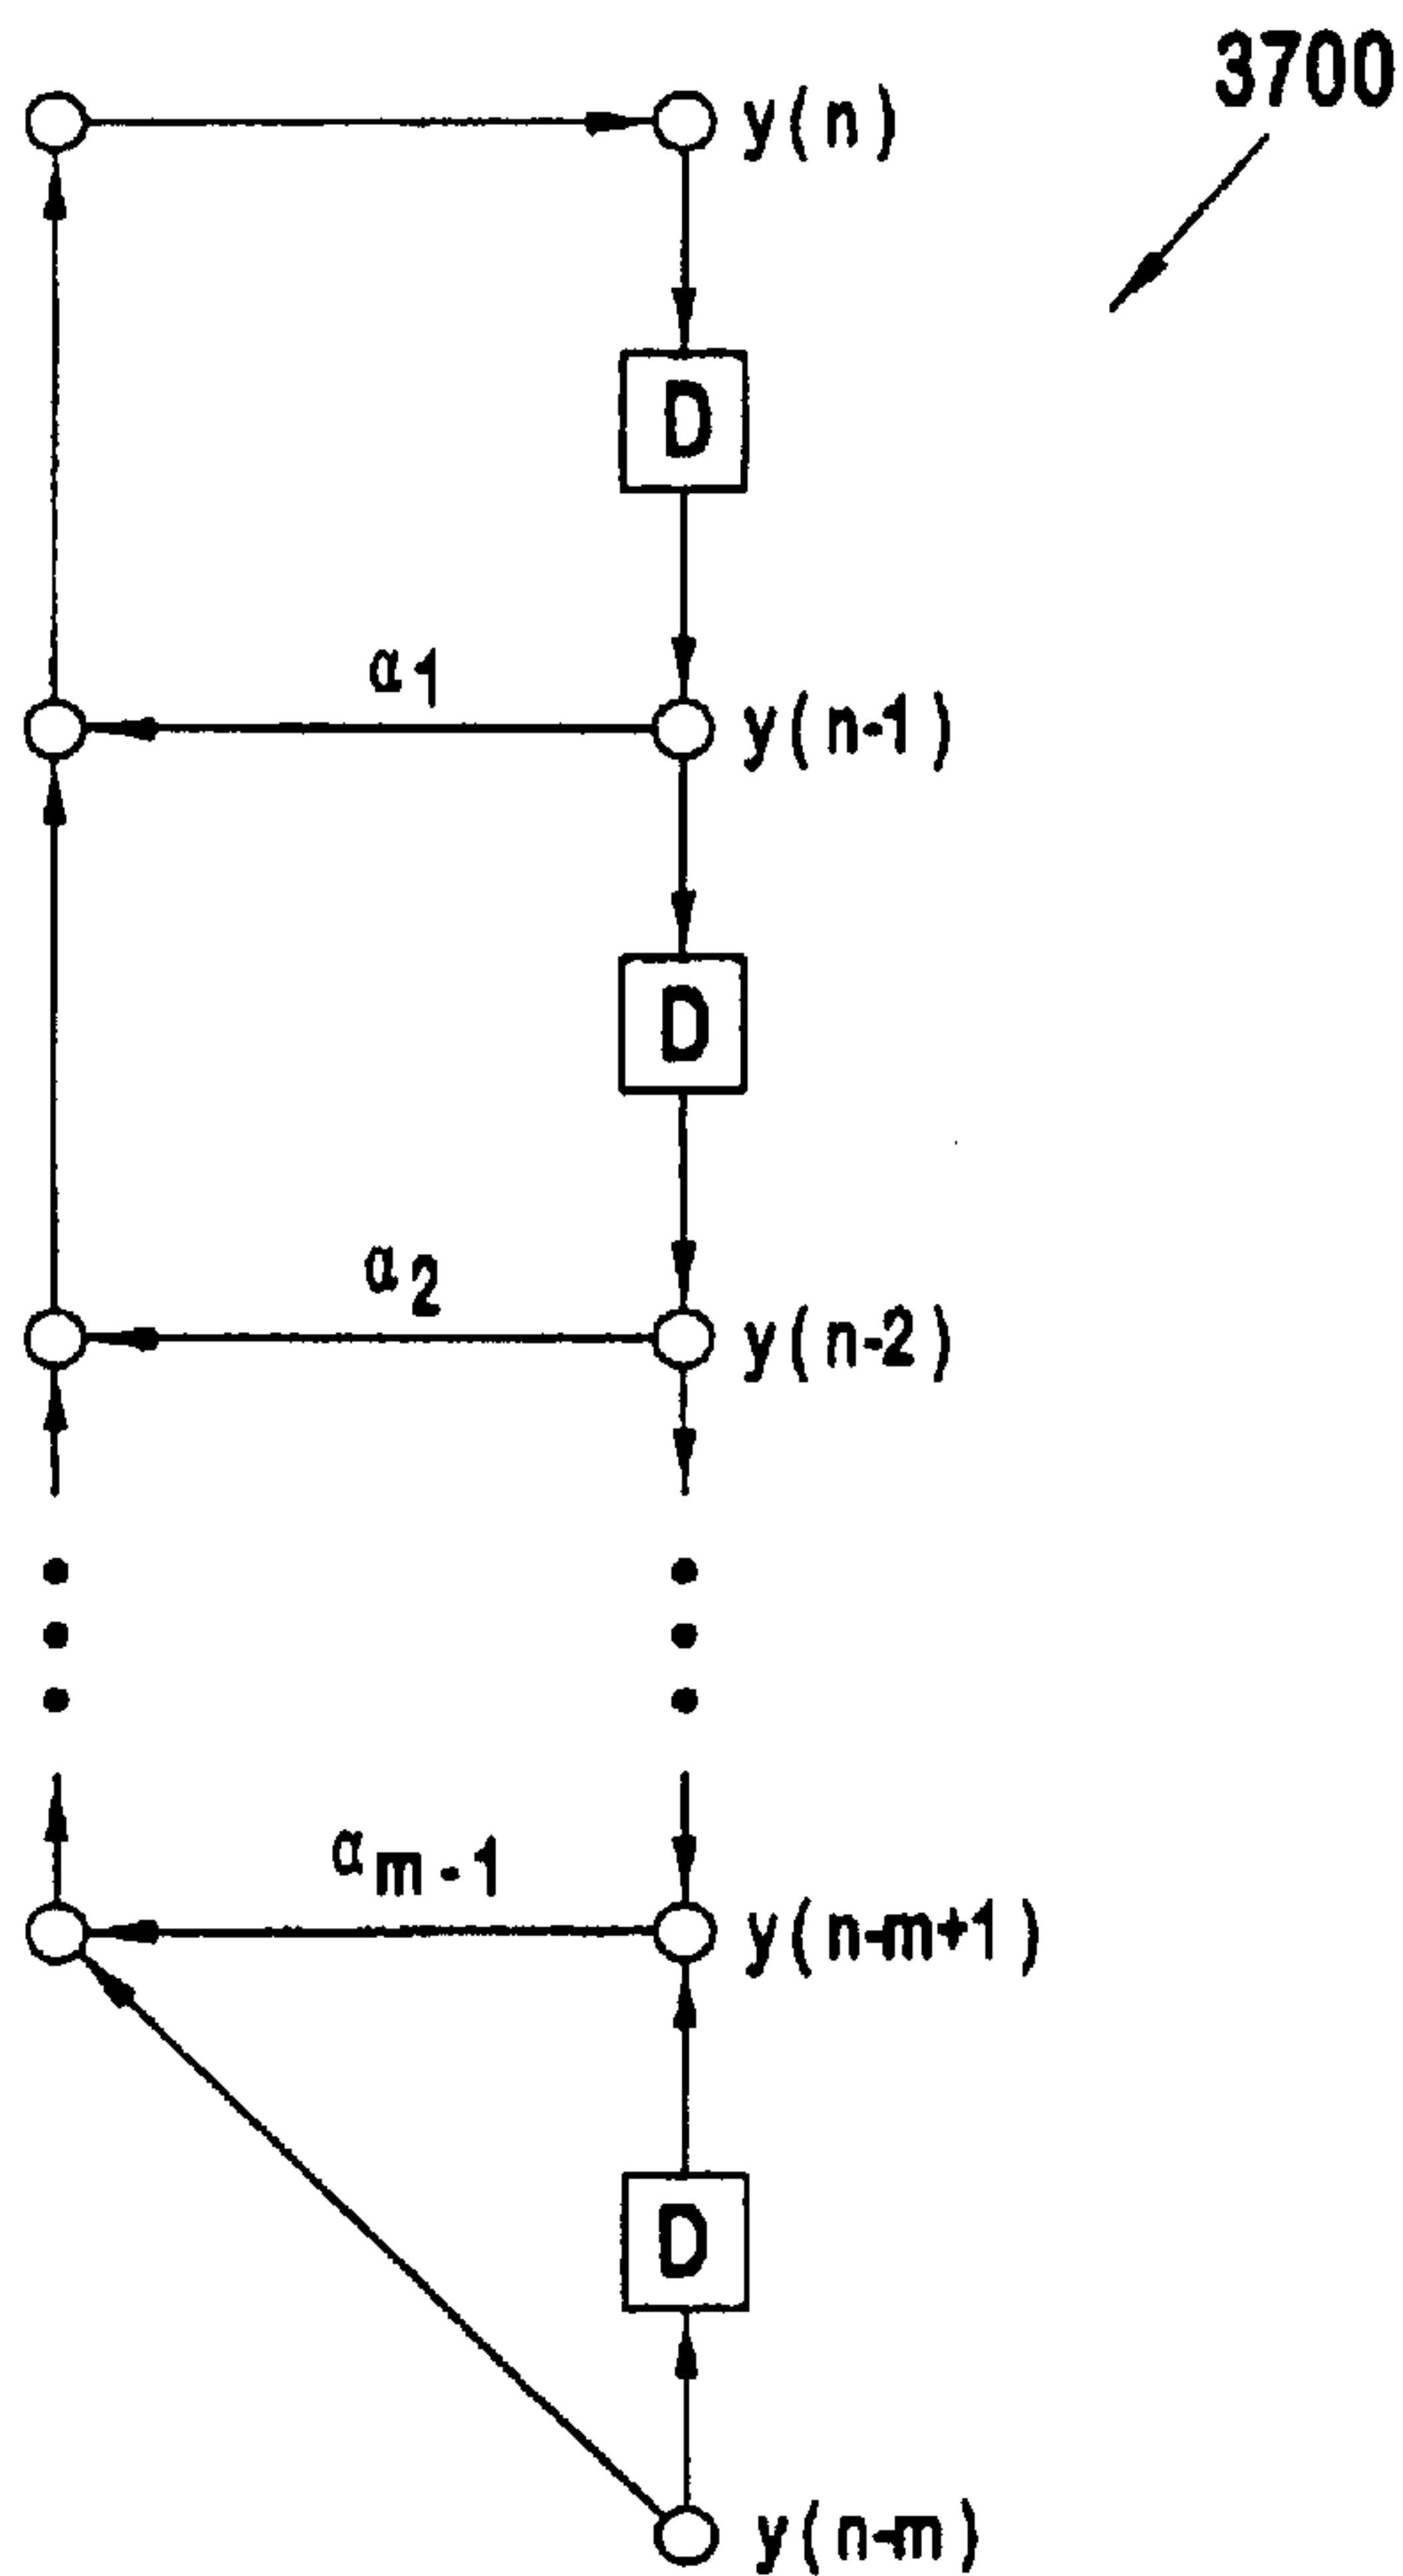 3700
y(n)
D
α1
y(n-1)
D
α2
y(n-2)
αm-1
y(n-m+1)
D
y(n-m)